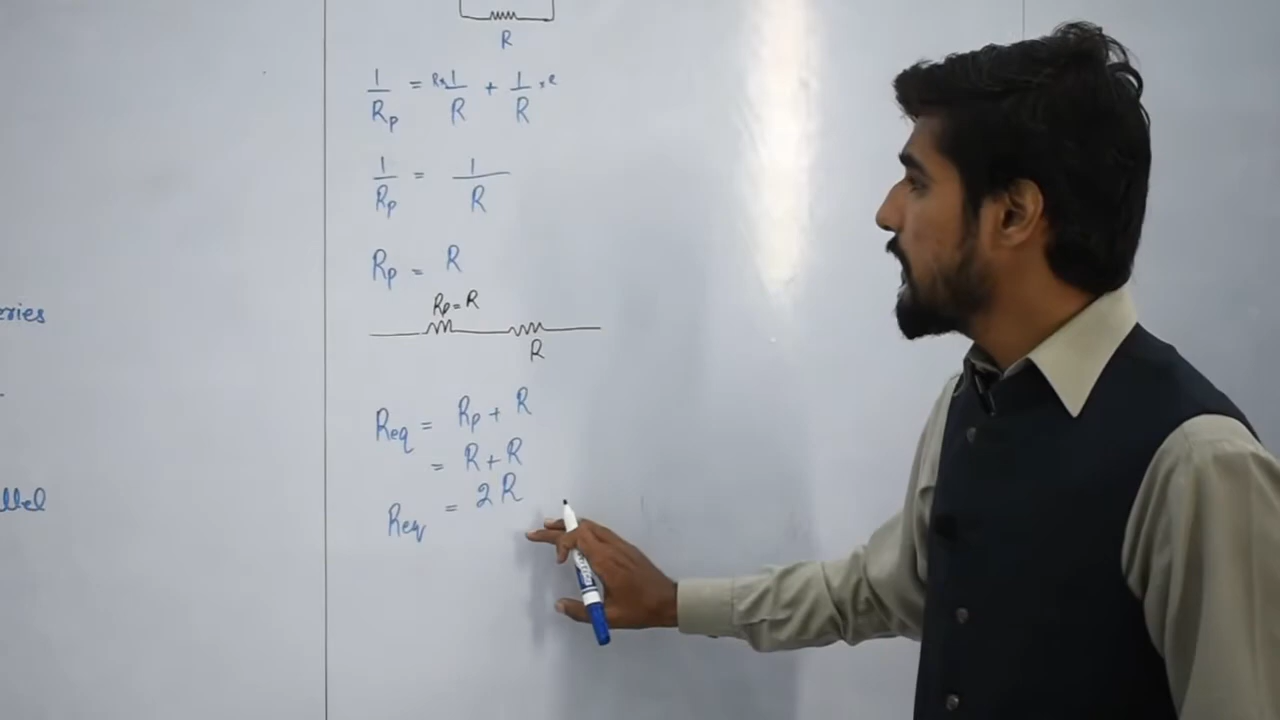 R
1/Rp = R×1/R + 1/R ×R
1/Rp = 1/R
Rp = R
Rp = R
R
eries
Req = Rp + R
= R + R
Req = 2R
llel